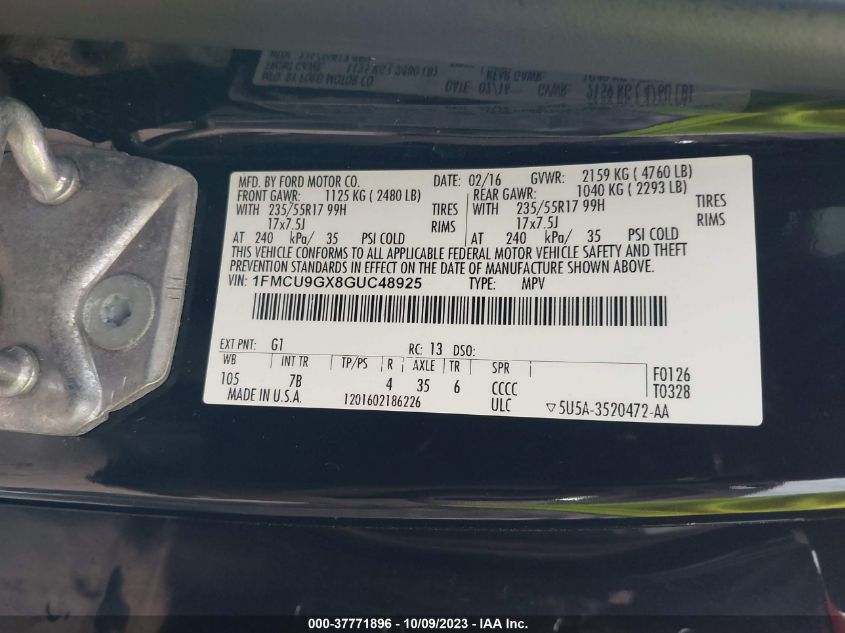 MFD. BY FORD MOTOR CO. DATE: 02/16 GVWR: 2159 KG ( 4760 LB)
FRONT GAWR: 1125 KG ( 2480 LB) REAR GAWR: 1040 KG ( 2293 LB)
WITH 235/55R17 99H TIRES WITH 235/55R17 99H TIRES
17x7.5J RIMS 17x7.5J RIMS
AT 240 kPa/ 35 PSI COLD AT 240 kPa/ 35 PSI COLD
THIS VEHICLE CONFORMS TO ALL APPLICABLE FEDERAL MOTOR VEHICLE SAFETY AND THEFT
PREVENTION STANDARDS IN EFFECT ON THE DATE OF MANUFACTURE SHOWN ABOVE.
VIN: 1FMCU9GX8GUC48925 TYPE: MPV
EXT PNT: G1 RC: 13 DSO:
WB INT TR TP/PS R AXLE TR SPR F0126
105 7B 4 35 6 CCCC T0328
MADE IN U.S.A. 1201602186226 ULC ▽5U5A-3520472-AA
000-37771896 - 10/09/2023 - IAA Inc.